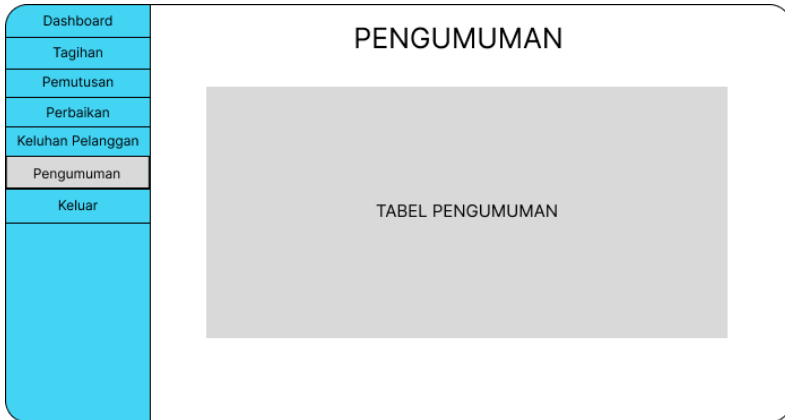 Dashboard
Tagihan
Pemutusan
Perbaikan
Keluhan Pelanggan
Pengumuman
Keluar
PENGUMUMAN
TABEL PENGUMUMAN